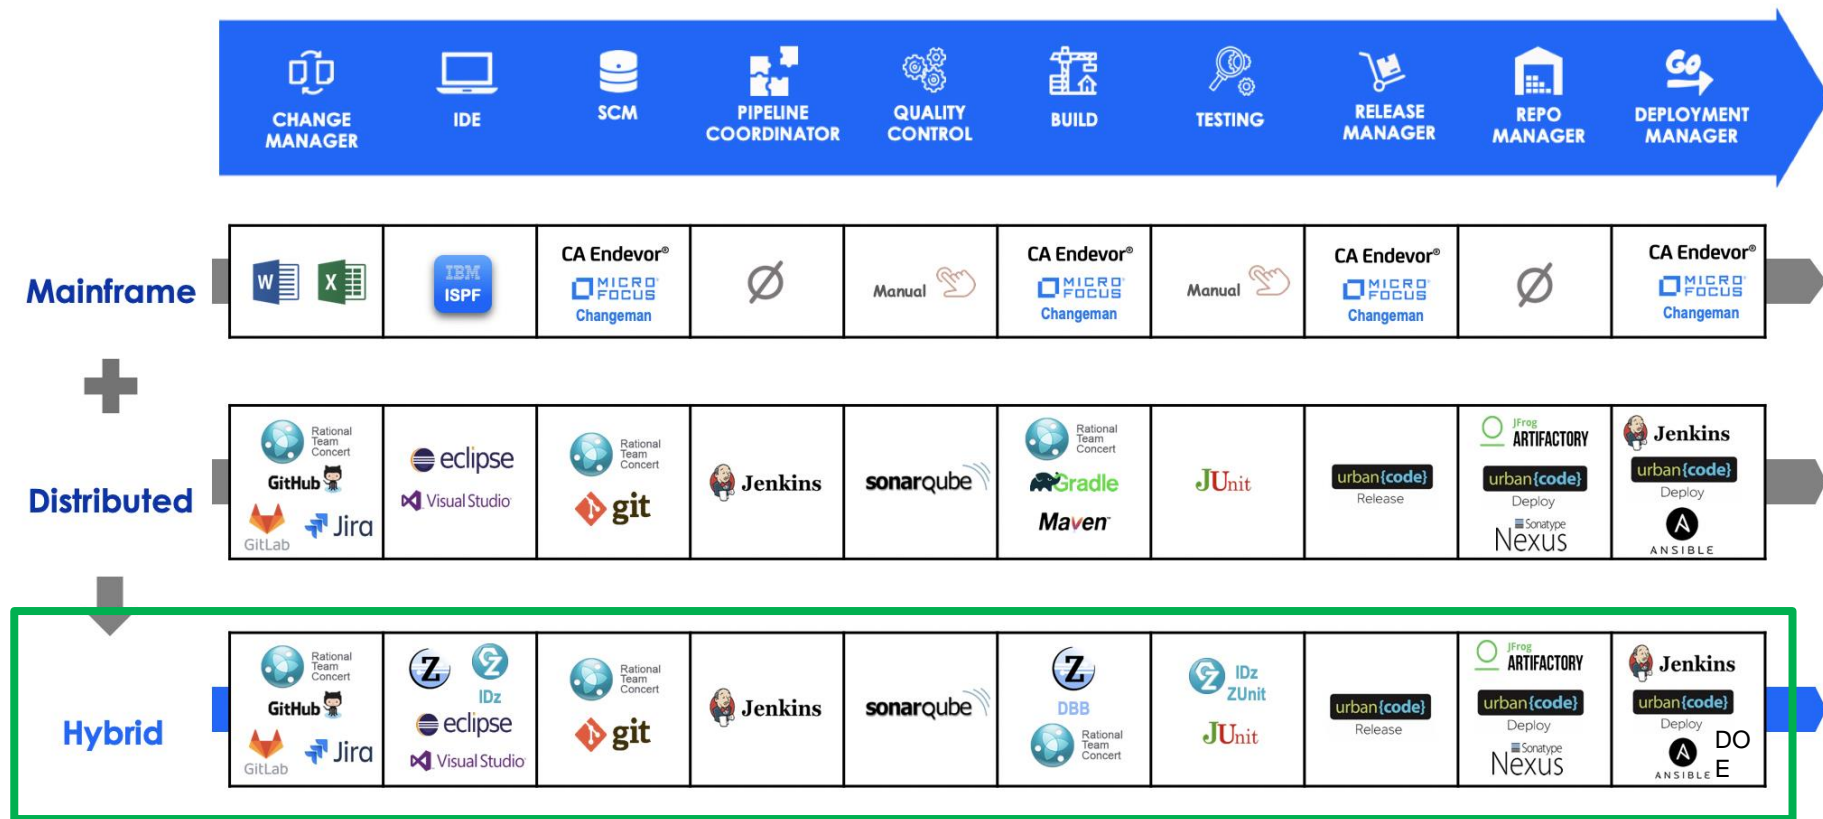 CHANGE
MANAGER
IDE
SCM
PIPELINE
COORDINATOR
QUALITY
CONTROL
BUILD
TESTING
RELEASE
MANAGER
REPO
MANAGER
GO
DEPLOYMENT
MANAGER
Mainframe
W
X
IBM
ISPF
CA Endevor®
MICRO
FOCUS
Changeman
Manual
CA Endevor®
MICRO
FOCUS
Changeman
Manual
CA Endevor®
MICRO
FOCUS
Changeman
CA Endevor®
MICRO
FOCUS
Changeman
Distributed
Rational
Team
Concert
GitHub
GitLab
Jira
eclipse
Visual Studio
Rational
Team
Concert
git
Jenkins
sonarqube
Rational
Team
Concert
Gradle
Maven™
JUnit
urban{code}
Release
JFrog
ARTIFACTORY
urban{code}
Deploy
Sonatype
Nexus
Jenkins
urban{code}
Deploy
A
ANSIBLE
Hybrid
Rational
Team
Concert
GitHub
GitLab
Jira
Z
IDz
eclipse
Visual Studio
Rational
Team
Concert
git
Jenkins
sonarqube
Z
DBB
Rational
Team
Concert
IDz
ZUnit
JUnit
urban{code}
Release
JFrog
ARTIFACTORY
urban{code}
Deploy
Sonatype
Nexus
Jenkins
urban{code}
Deploy
A
ANSIBLE
DO
E